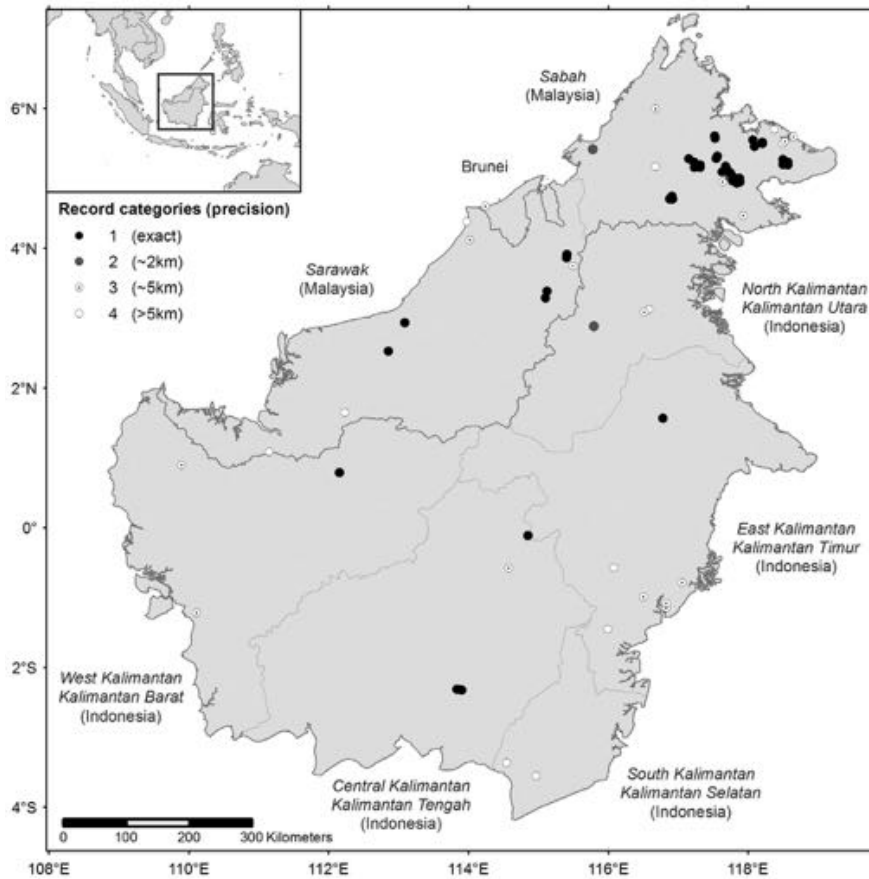 6°N
4°N
2°N
0°
2°S
4°S
Record categories (precision)
1 (exact)
2 (~2km)
3 (~5km)
4 (>5km)
Sabah
(Malaysia)
Brunei
Sarawak
(Malaysia)
North Kalimantan
Kalimantan Utara
(Indonesia)
East Kalimantan
Kalimantan Timur
(Indonesia)
West Kalimantan
Kalimantan Barat
(Indonesia)
Central Kalimantan
Kalimantan Tengah
(Indonesia)
South Kalimantan
Kalimantan Selatan
(Indonesia)
0 100 200 300 Kilometers
108°E 110°E 112°E 114°E 116°E 118°E